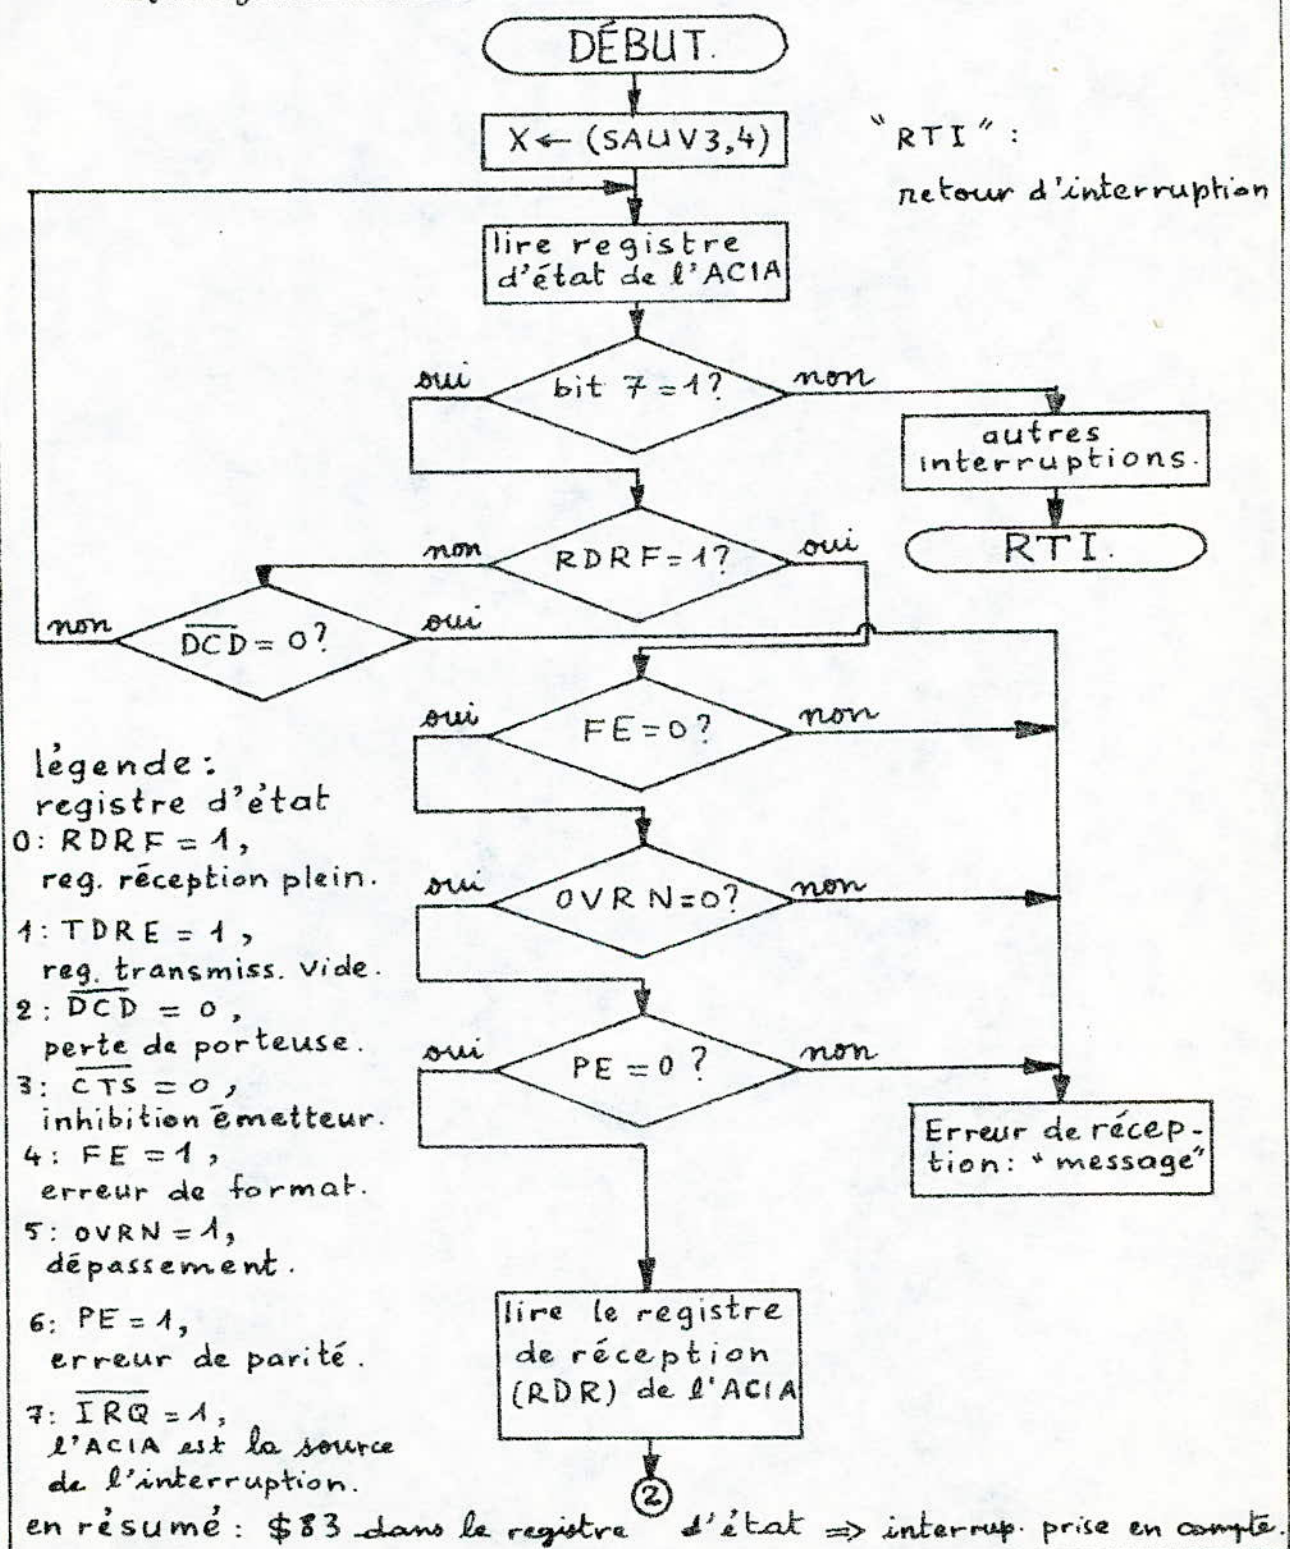 DÉBUT.
X ← (SAUV3,4)
"RTI" :
retour d'interruption
lire registre
d'état de l'ACIA
oui
bit 7 = 1?
non
autres
interruptions.
RTI.
non
RDRF = 1?
oui
non
D̅C̅D̅ = 0?
oui
oui
FE = 0?
non
oui
OVRN=0?
non
oui
PE = 0 ?
non
Erreur de récep-
tion: "message"
légende:
registre d'état
0: RDRF = 1,
reg. réception plein.
1: TDRE = 1,
reg. transmiss. vide.
2: D̅C̅D̅ = 0,
perte de porteuse.
3: C̅T̅S̅ = 0,
inhibition émetteur.
4: FE = 1,
erreur de format.
5: OVRN = 1,
dépassement.
6: PE = 1,
erreur de parité.
7: I̅R̅Q̅ = 1,
l'ACIA est la source
de l'interruption.
lire le registre
de réception
(RDR) de l'ACIA
2
en résumé: $83 dans le registre d'état => interrup. prise en compte.